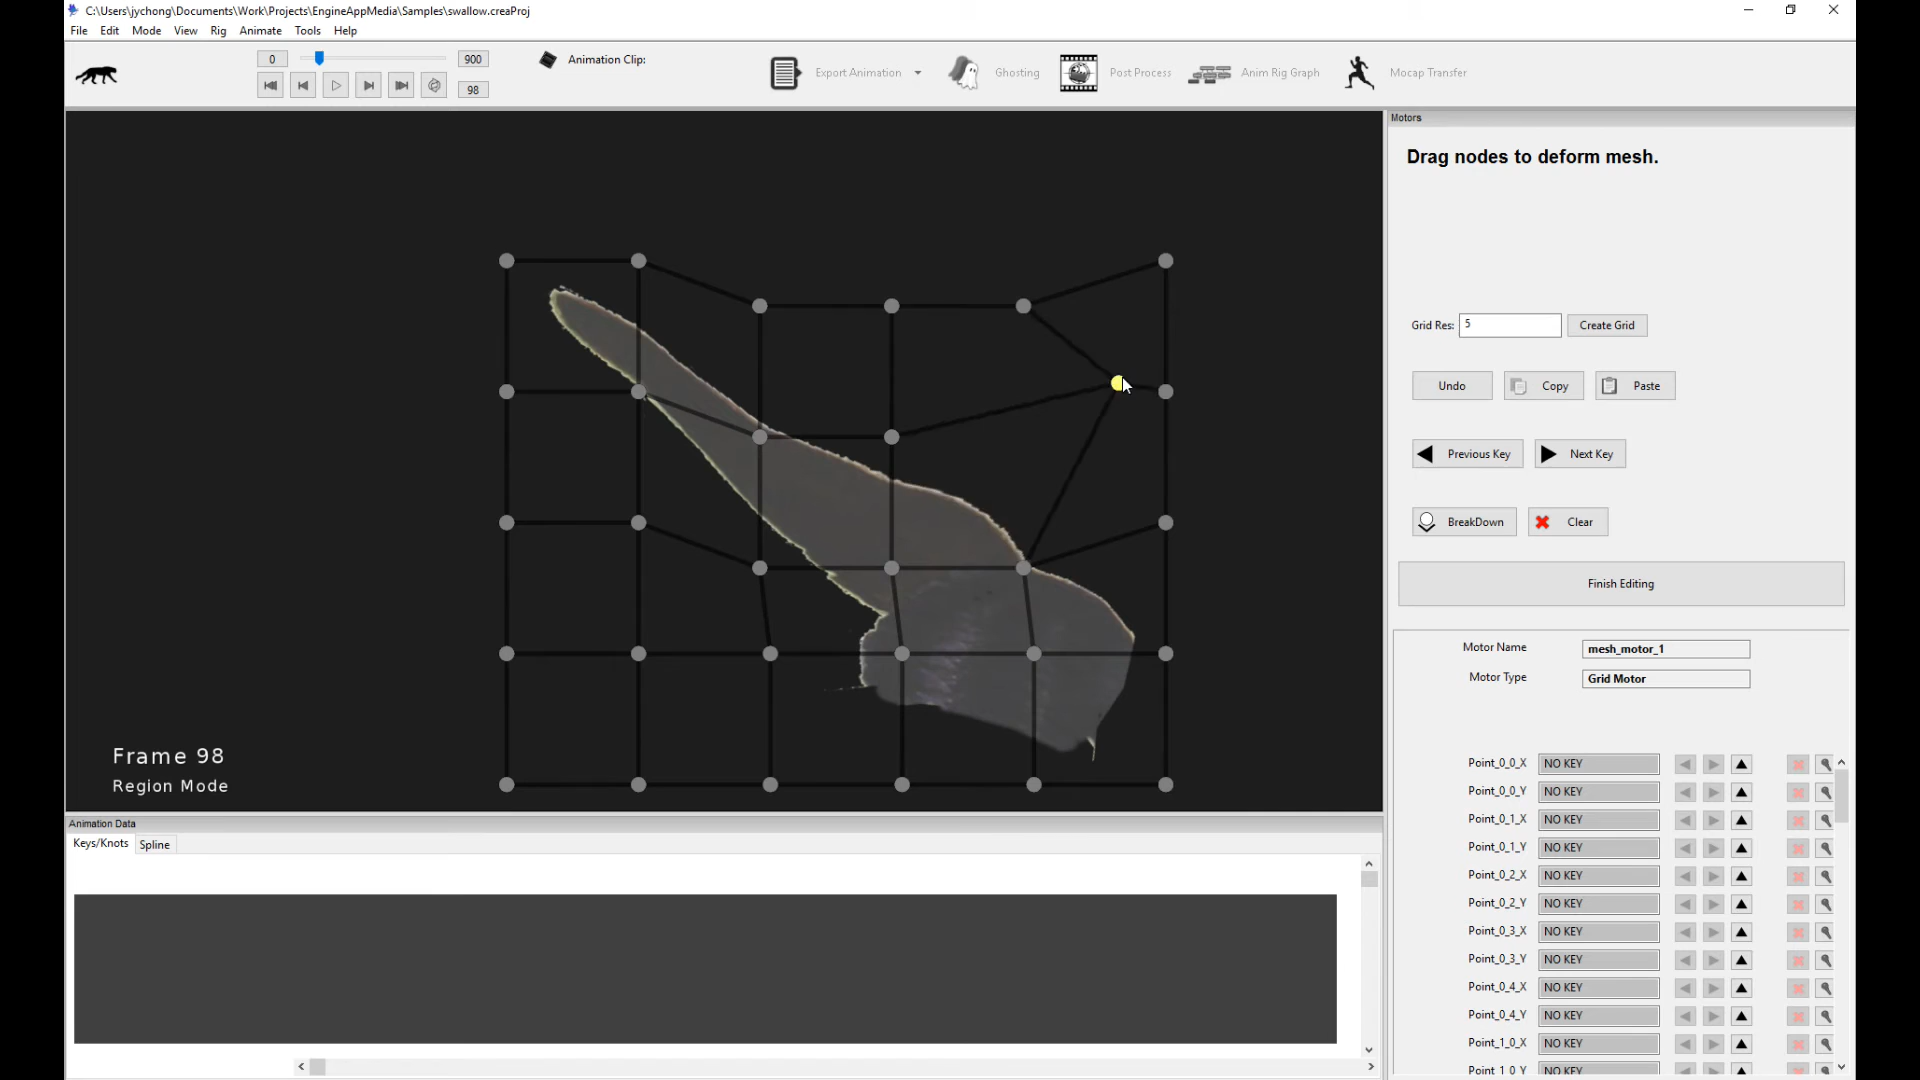 C:\Users\jychong\Documents\Work\Projects\EngineAppMedia\Samples\swallow.creaProj
File Edit Mode View Rig Animate Tools Help
0 900 Animation Clip: Export Animation Ghosting Post Process Anim Rig Graph Mocap Transfer
98
Motors
Drag nodes to deform mesh.
Grid Res: 5 Create Grid
Undo Copy Paste
Previous Key Next Key
BreakDown Clear
Finish Editing
Motor Name mesh_motor_1
Motor Type Grid Motor
Point_0_0_X NO KEY
Point_0_0_Y NO KEY
Point_0_1_X NO KEY
Point_0_1_Y NO KEY
Point_0_2_X NO KEY
Point_0_2_Y NO KEY
Point_0_3_X NO KEY
Point_0_3_Y NO KEY
Point_0_4_X NO KEY
Point_0_4_Y NO KEY
Point_1_0_X NO KEY
Point_1_0_Y NO KEY
Frame 98
Region Mode
Animation Data
Keys/Knots Spline